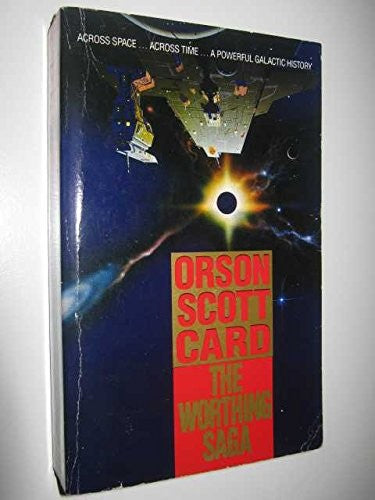 ACROSS SPACE ... ACROSS TIME ... A POWERFUL GALACTIC HISTORY
ORSON
SCOTT
CARD
THE
WORTHING
SAGA